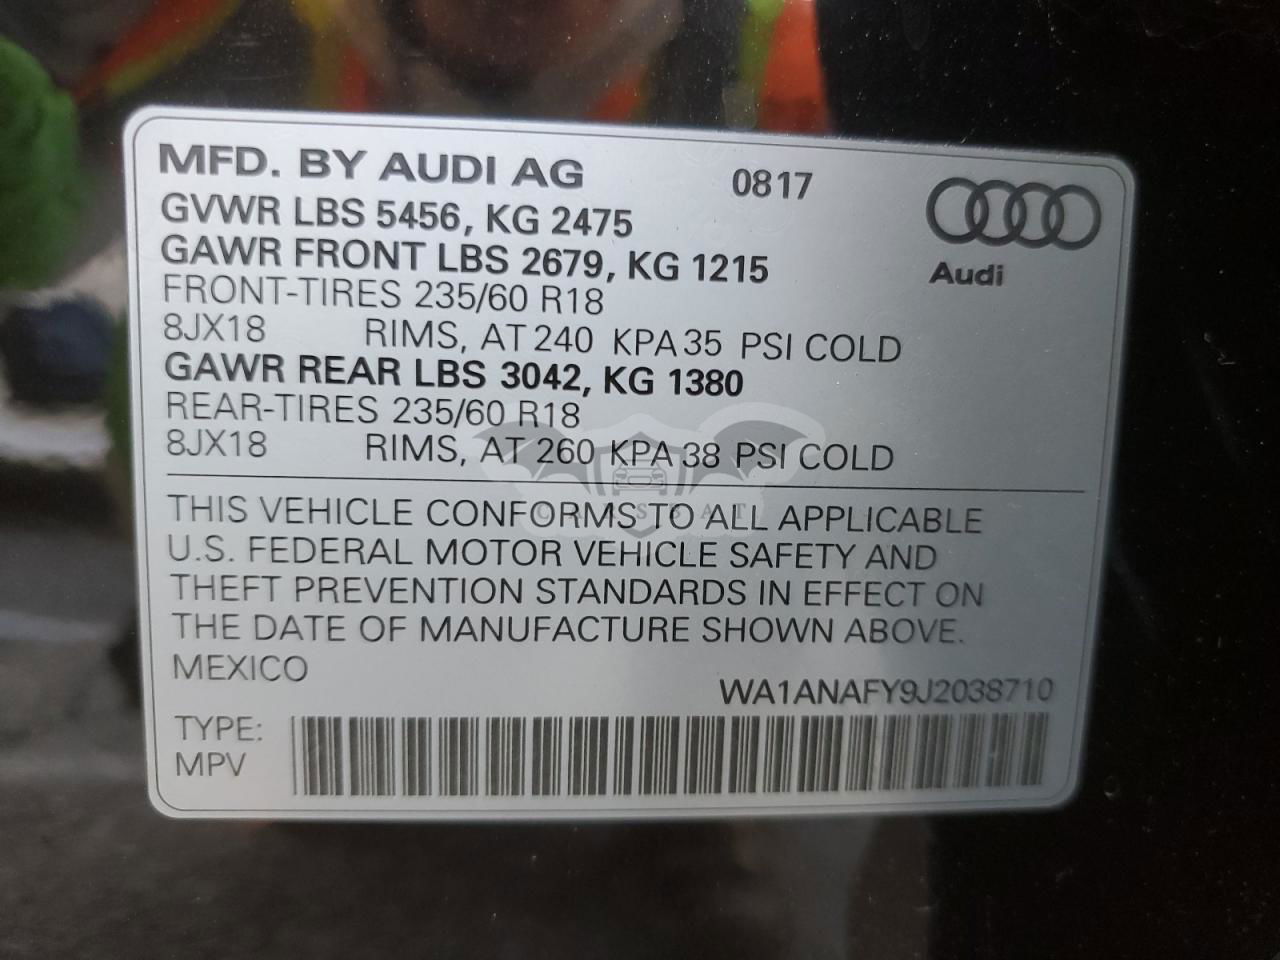 MFD. BY AUDI AG 0817
GVWR LBS 5456, KG 2475
GAWR FRONT LBS 2679, KG 1215
Audi
FRONT-TIRES 235/60 R18
8JX18 RIMS, AT 240 KPA 35 PSI COLD
GAWR REAR LBS 3042, KG 1380
REAR-TIRES 235/60 R18
8JX18 RIMS, AT 260 KPA 38 PSI COLD
THIS VEHICLE CONFORMS TO ALL APPLICABLE
U.S. FEDERAL MOTOR VEHICLE SAFETY AND
THEFT PREVENTION STANDARDS IN EFFECT ON
THE DATE OF MANUFACTURE SHOWN ABOVE.
MEXICO
WA1ANAFY9J2038710
TYPE:
MPV